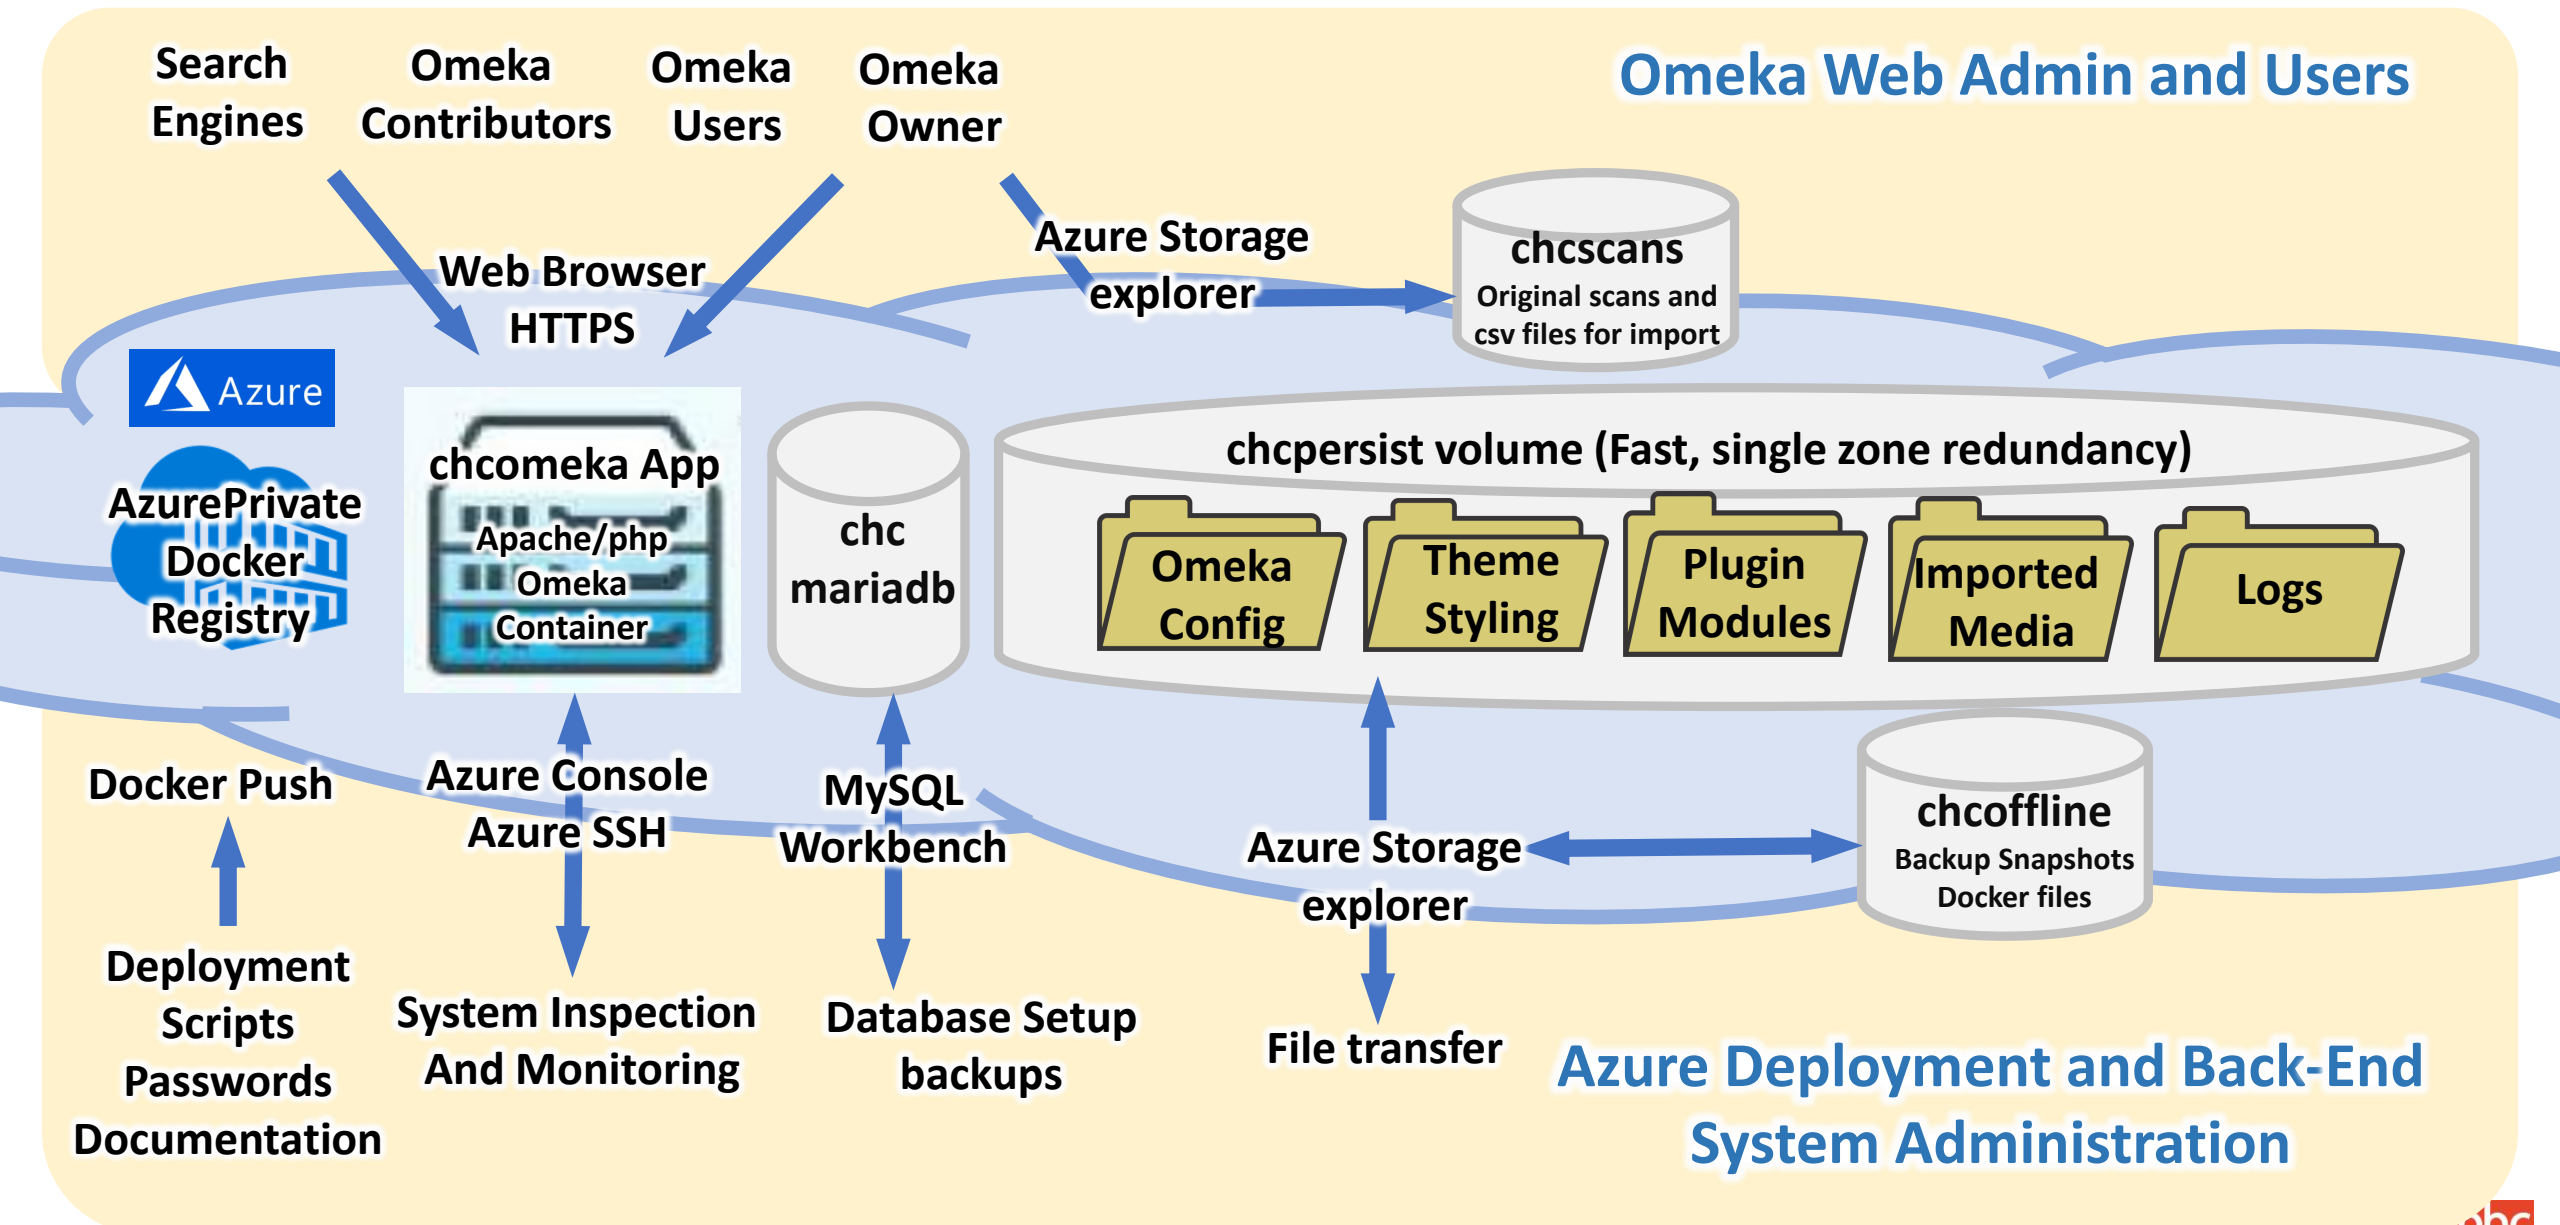 Search
Engines
Omeka
Contributors
Omeka
Users
Omeka
Owner
Omeka Web Admin and Users
Web Browser
HTTPS
Azure Storage
explorer
chcscans
Original scans and
csv files for import
Azure
AzurePrivate
Docker
Registry
chcomeka App
Apache/php
Omeka
Container
chc
mariadb
chcpersist volume (Fast, single zone redundancy)
Omeka
Config
Theme
Styling
Plugin
Modules
Imported
Media
Logs
Docker Push
Azure Console
Azure SSH
MySQL
Workbench
Azure Storage
explorer
chcoffline
Backup Snapshots
Docker files
Deployment
Scripts
Passwords
Documentation
System Inspection
And Monitoring
Database Setup
backups
File transfer
Azure Deployment and Back-End
System Administration